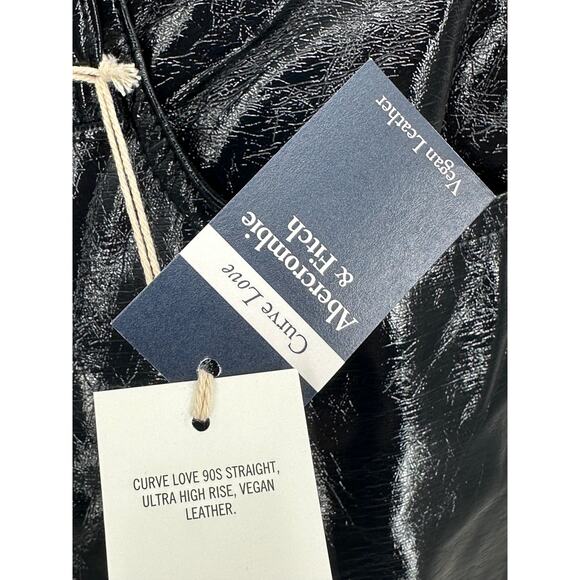 Vegan Leather
Abercrombie
& Fitch
Curve Love
CURVE LOVE 90S STRAIGHT,
ULTRA HIGH RISE, VEGAN
LEATHER.